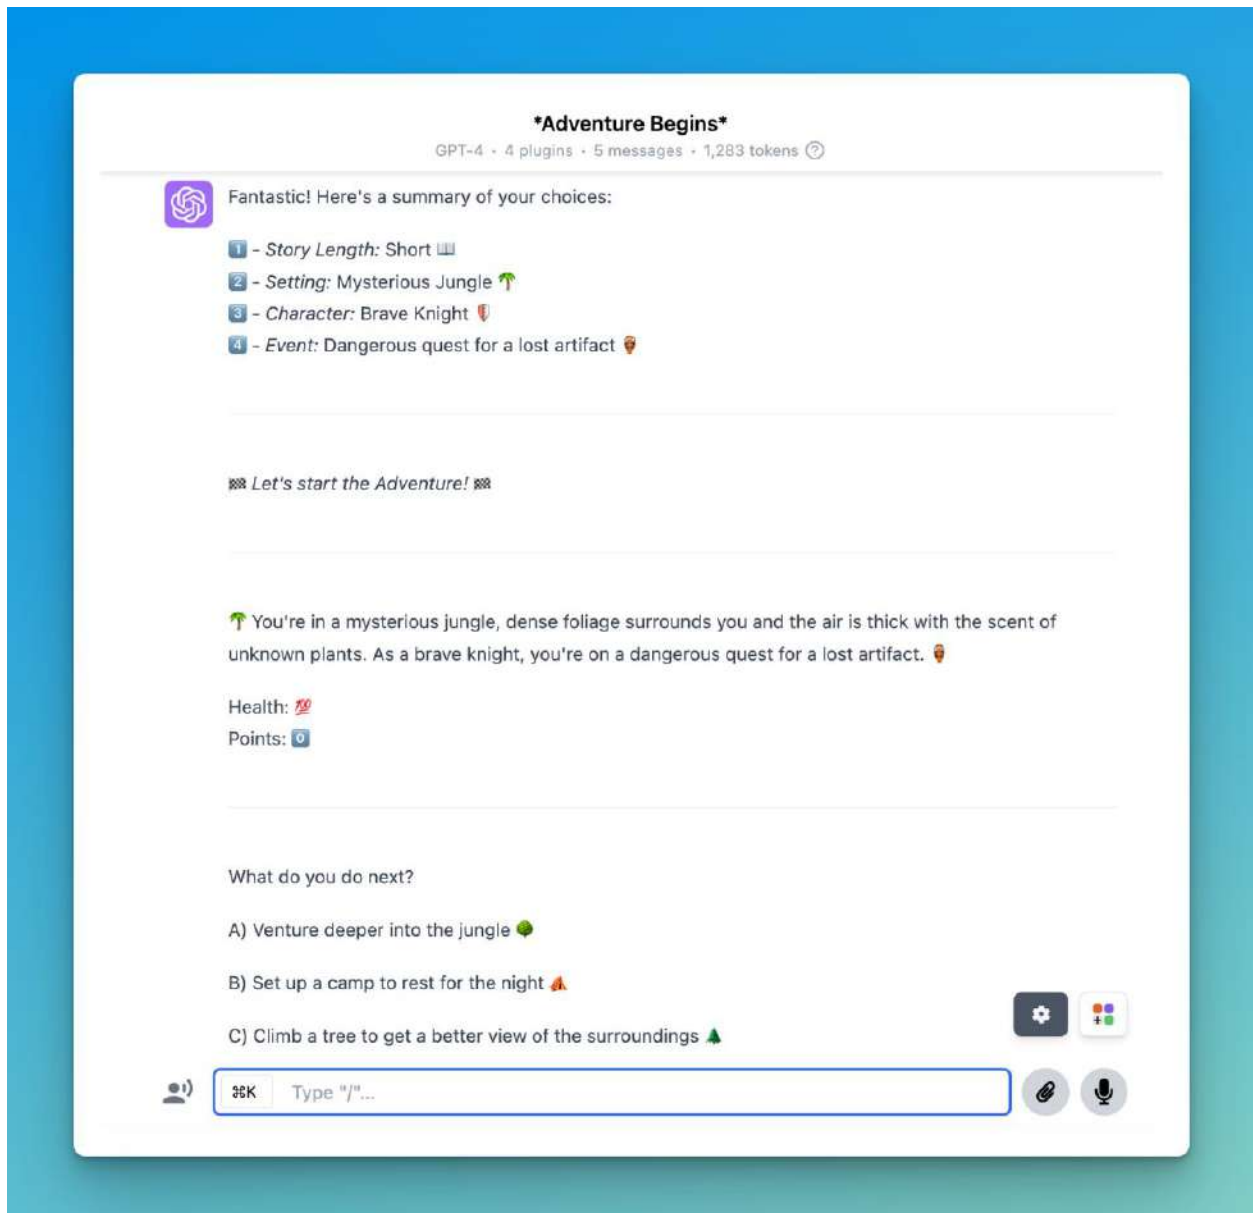 *Adventure Begins*
GPT-4 • 4 plugins • 5 messages • 1,283 tokens ?
Fantastic! Here's a summary of your choices:
1️⃣ - Story Length: Short 📖
2️⃣ - Setting: Mysterious Jungle 🌴
3️⃣ - Character: Brave Knight 🛡️
4️⃣ - Event: Dangerous quest for a lost artifact 🏺
🏁 Let's start the Adventure! 🏁
🌴 You're in a mysterious jungle, dense foliage surrounds you and the air is thick with the scent of
unknown plants. As a brave knight, you're on a dangerous quest for a lost artifact. 🏺
Health: 💯
Points: 0️⃣
What do you do next?
A) Venture deeper into the jungle 🌳
B) Set up a camp to rest for the night ⛺
C) Climb a tree to get a better view of the surroundings 🌲
⌘K Type "/"...